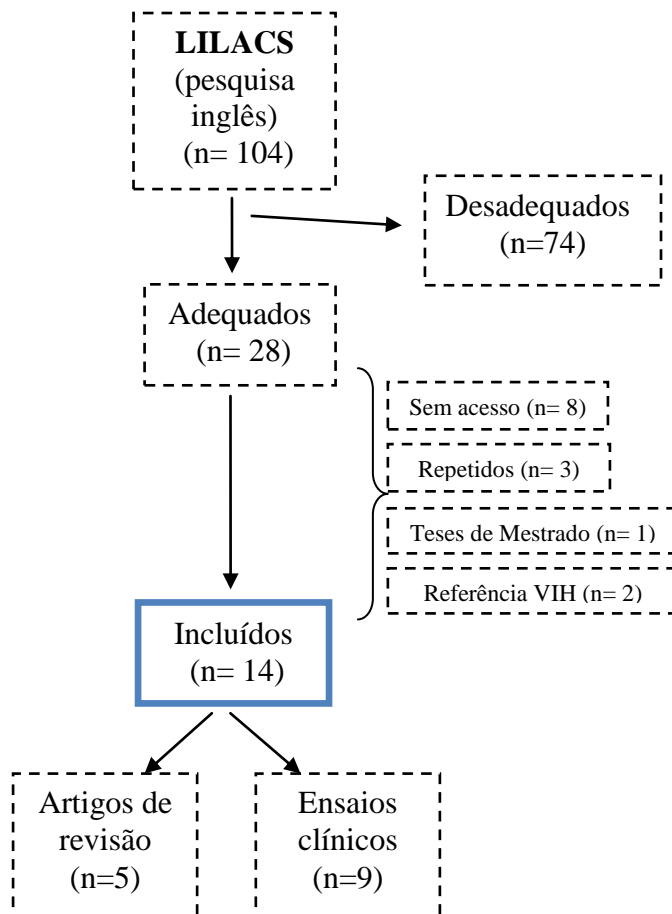 LILACS
(pesquisa
inglês)
(n= 104)
Desadequados
(n=74)
Adequados
(n= 28)
Sem acesso (n= 8)
Repetidos (n= 3)
Teses de Mestrado (n= 1)
Referência VIH (n= 2)
Incluídos
(n= 14)
Artigos de
revisão
(n=5)
Ensaios
clínicos
(n=9)